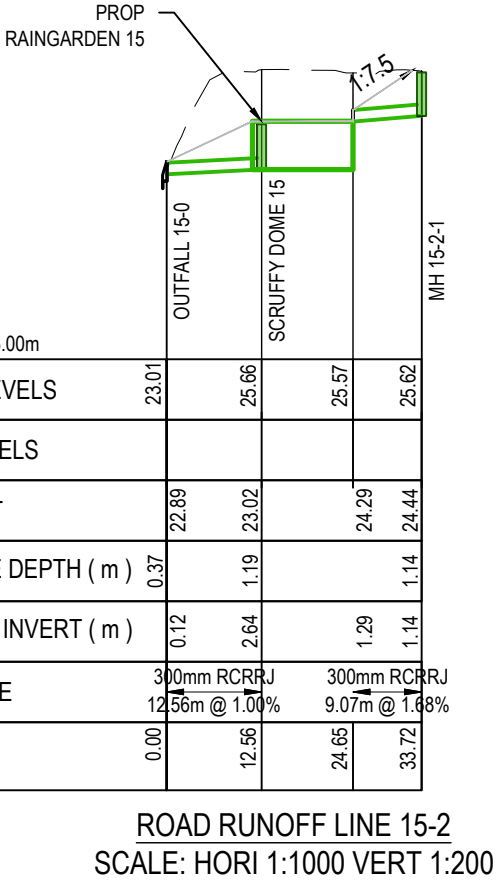 PROP
RAINGARDEN 15
1:7.5
OUTFALL 15-0
SCRUFFY DOME 15
MH 15-2-1
.00m
EVELS 23.01 25.66 25.57 25.62
ELS
22.89 23.02 24.29 24.44
DEPTH ( m ) 0.37 1.19 1.14
INVERT ( m ) 0.12 2.64 1.29 1.14
E 300mm RCRRJ 300mm RCRRJ
12.56m @ 1.00% 9.07m @ 1.68%
0.00 12.56 24.65 33.72
ROAD RUNOFF LINE 15-2
SCALE: HORI 1:1000 VERT 1:200